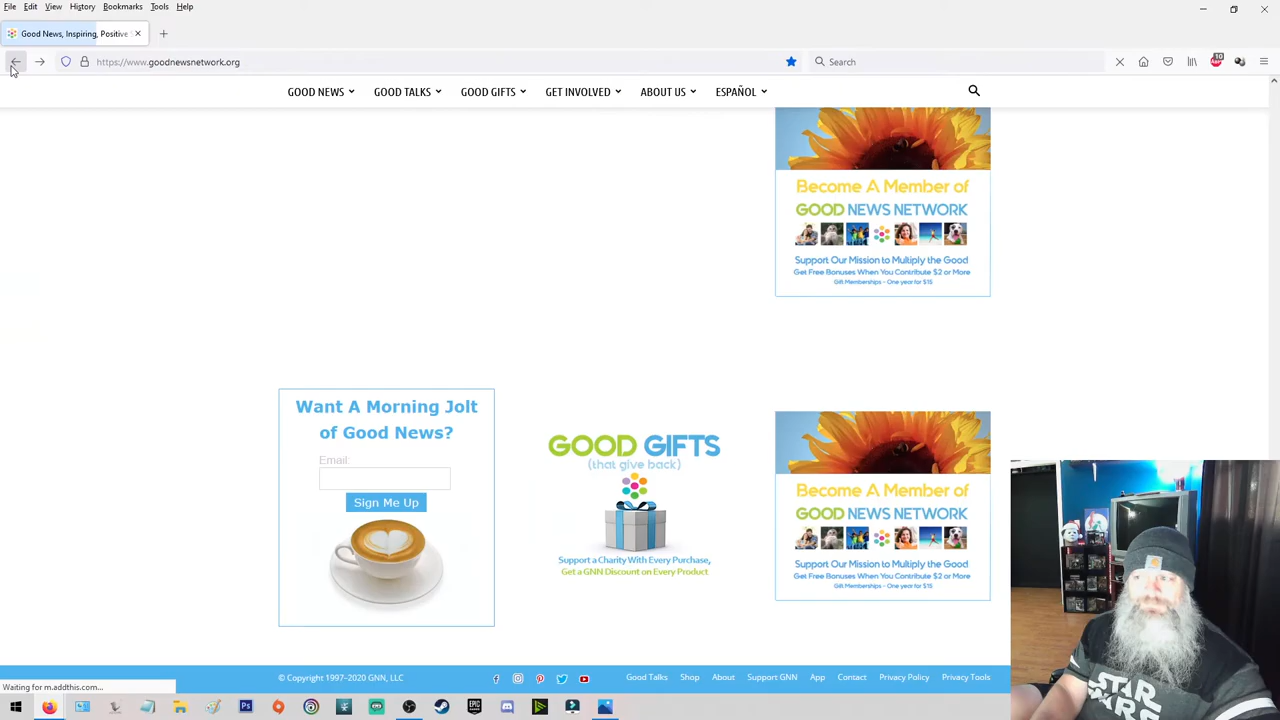 File Edit View History Bookmarks Tools Help
Good News, Inspiring, Positive S
https://www.goodnewsnetwork.org
Search
10
GOOD NEWS GOOD TALKS GOOD GIFTS GET INVOLVED ABOUT US ESPAÑOL
Become A Member of
GOOD NEWS NETWORK
Support Our Mission to Multiply the Good
Get Free Bonuses When You Contribute $2 or More
Gift Memberships - One year for $15
Want A Morning Jolt
of Good News?
Email:
Sign Me Up
GOOD GIFTS
(that give back)
Support a Charity With Every Purchase,
Get a GNN Discount on Every Product
Become A Member of
GOOD NEWS NETWORK
Support Our Mission to Multiply the Good
Get Free Bonuses When You Contribute $2 or More
Gift Memberships - One year for $15
© Copyright 1997-2020 GNN, LLC
Good Talks Shop About Support GNN App Contact Privacy Policy Privacy Tools
Waiting for m.addthis.com...
STAR
WARS